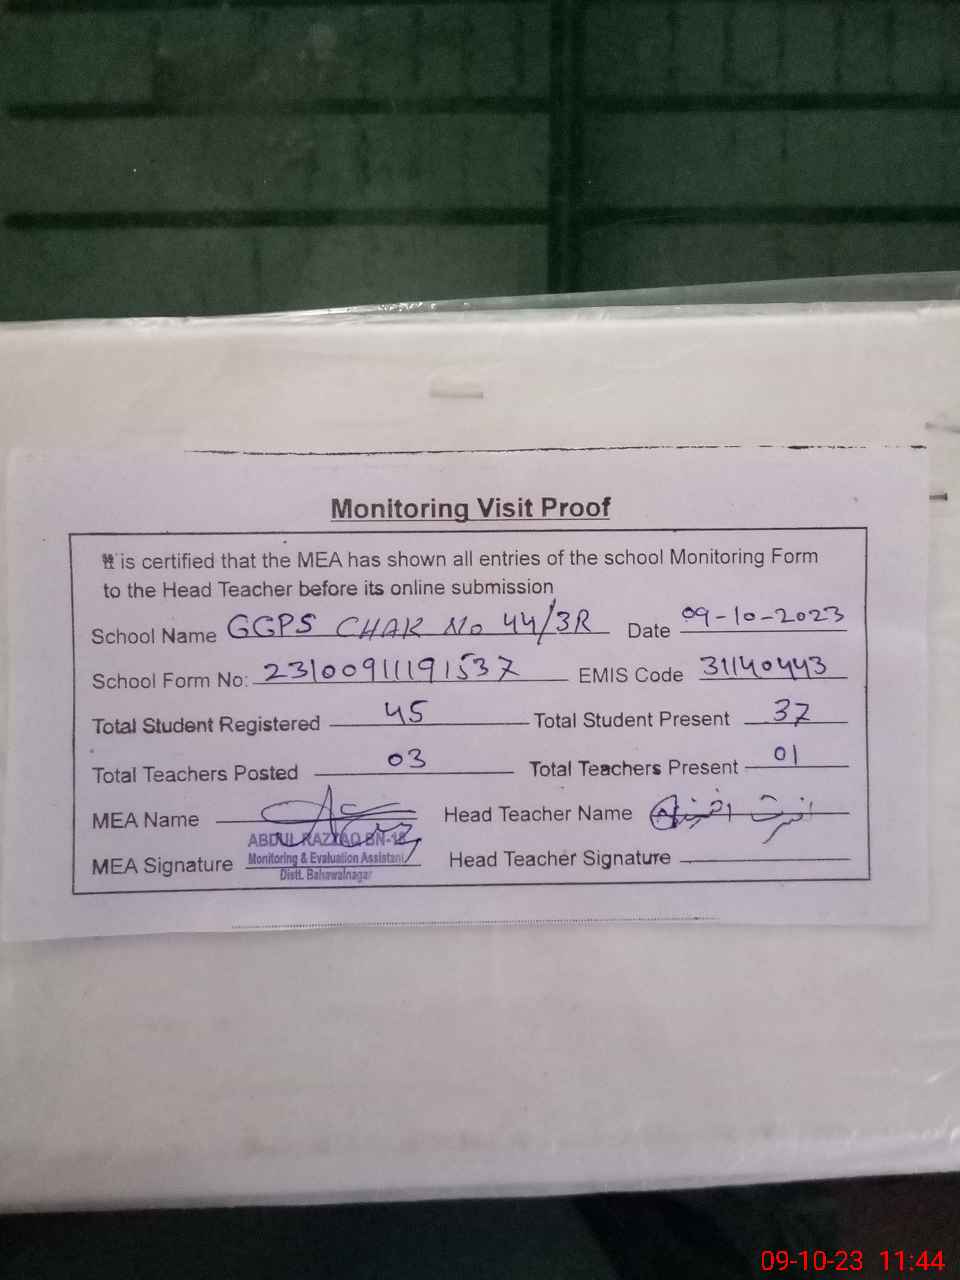 Monitoring Visit Proof
It is certified that the MEA has shown all entries of the school Monitoring Form
to the Head Teacher before its online submission
School Name GGPS CHAK No 44/3R Date 09-10-2023
School Form No: 23100911191537 EMIS Code 31140443
Total Student Registered 45 Total Student Present 37
Total Teachers Posted 03 Total Teachers Present 01
MEA Name Head Teacher Name
ABDUL RAZZAQ BN-18
MEA Signature Monitoring & Evaluation Assistant Head Teacher Signature
Distt. Bahawalnagar
09-10-23 11:44